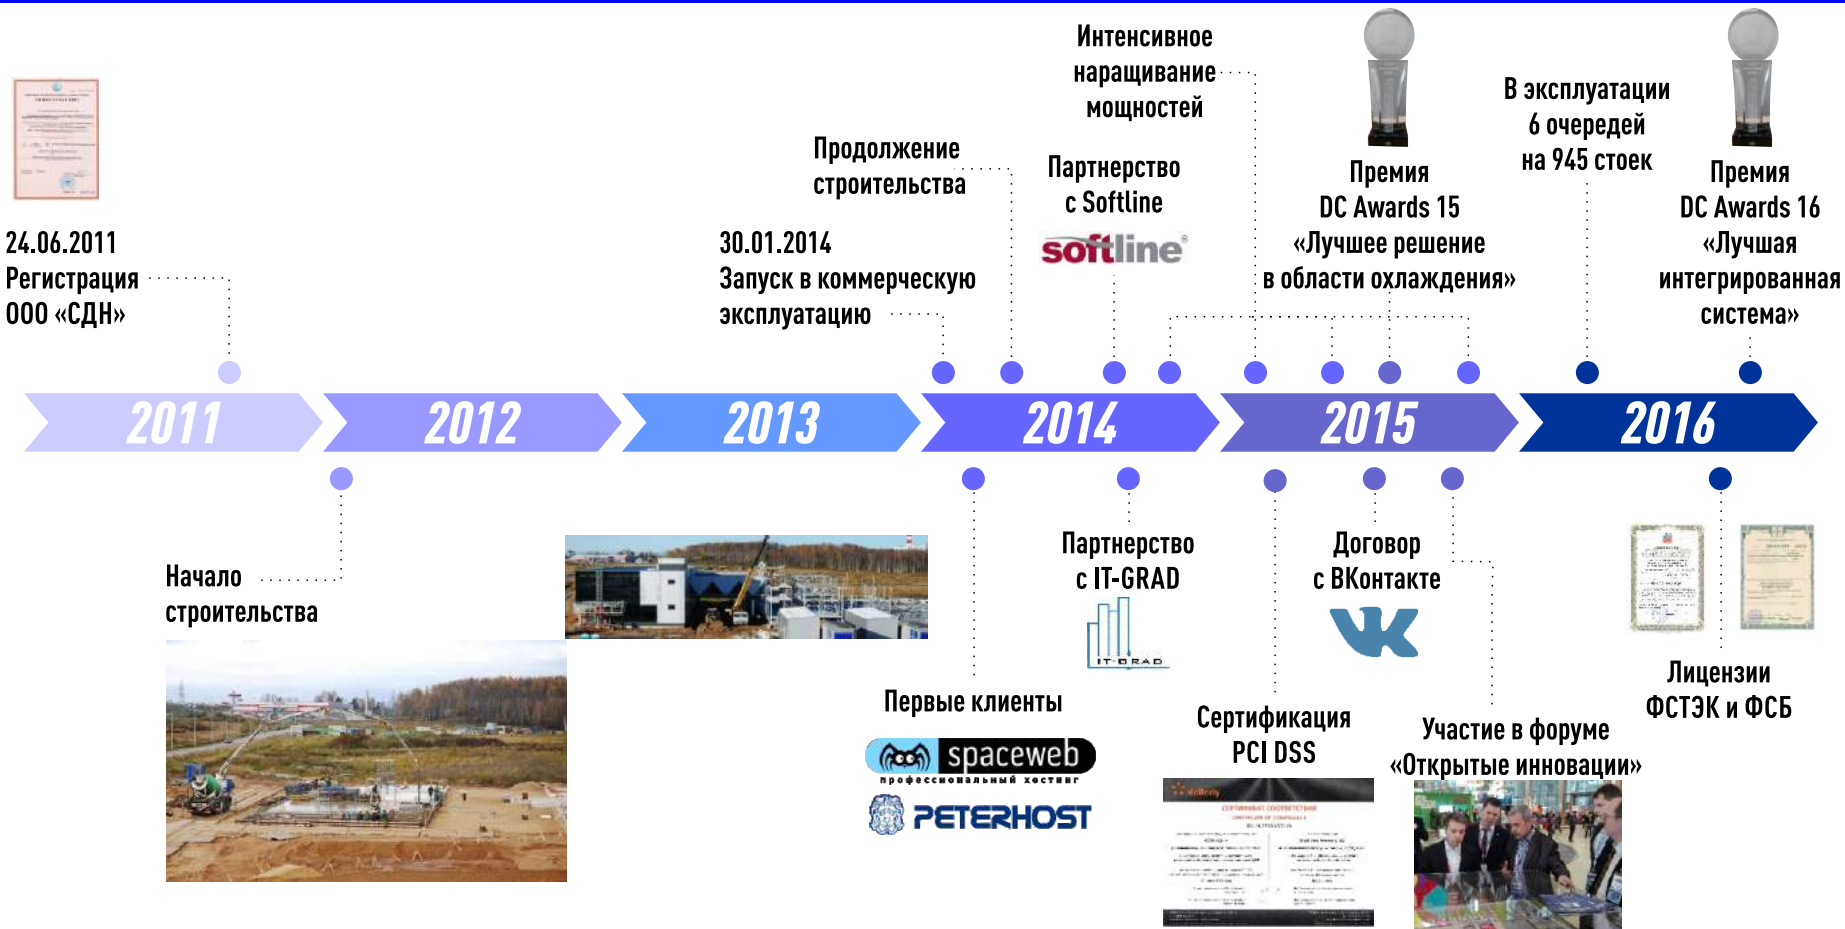 24.06.2011
Регистрация
ООО «СДН»
Начало
строительства
30.01.2014
Запуск в коммерческую
эксплуатацию
Продолжение
строительства
Партнерство
с Softline
softline®
Интенсивное
наращивание
мощностей
Премия
DC Awards 15
«Лучшее решение
в области охлаждения»
В эксплуатации
6 очередей
на 945 стоек
Премия
DC Awards 16
«Лучшая
интегрированная
система»
2011
2012
2013
2014
2015
2016
Первые клиенты
spaceweb
профессиональный хостинг
PETERHOST
Партнерство
с IT-GRAD
IT-GRAD
Сертификация
PCI DSS
СЕРТИФИКАТ СООТВЕТСТВИЯ
Договор
с ВКонтакте
Участие в форуме
«Открытые инновации»
Лицензии
ФСТЭК и ФСБ